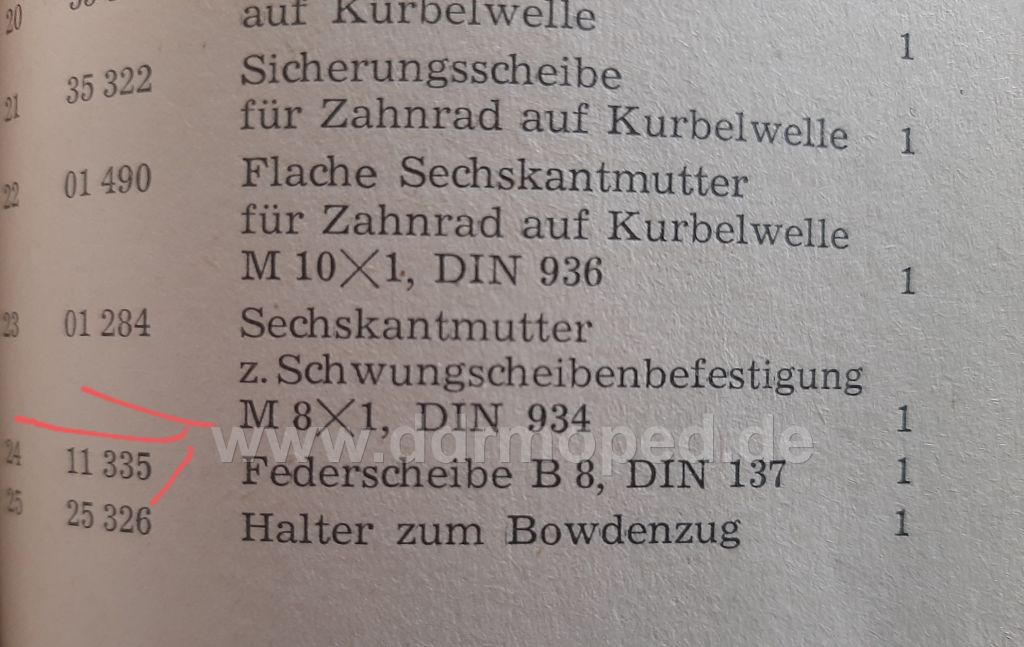 20
auf Kurbelwelle 1
21 35 322 Sicherungsscheibe
für Zahnrad auf Kurbelwelle 1
22 01 490 Flache Sechskantmutter
für Zahnrad auf Kurbelwelle
M 10×1, DIN 936 1
23 01 284 Sechskantmutter
z. Schwungscheibenbefestigung
M 8×1, DIN 934 1
www.darmoped.de
24 11 335 Federscheibe B 8, DIN 137 1
25 25 326 Halter zum Bowdenzug 1